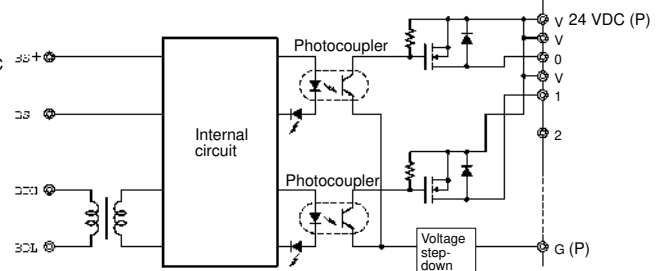 V 24 VDC (P)
Photocoupler
V
0
V
1
Internal
circuit
2
Photocoupler
Voltage
step-
down
G (P)